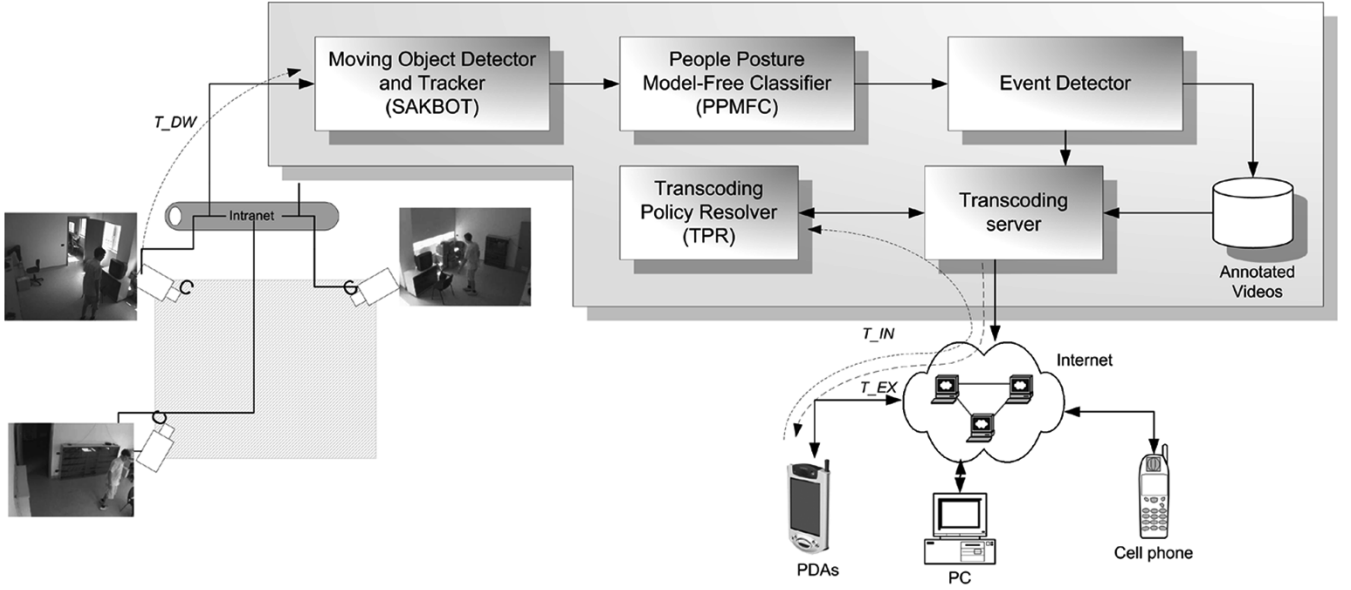 Moving Object Detector
and Tracker
(SAKBOT)
People Posture
Model-Free Classifier
(PPMFC)
Event Detector
T_DW
Transcoding
Policy Resolver
(TPR)
Transcoding
server
Intranet
Annotated
Videos
T_IN
Internet
T_EX
PDAs
PC
Cell phone